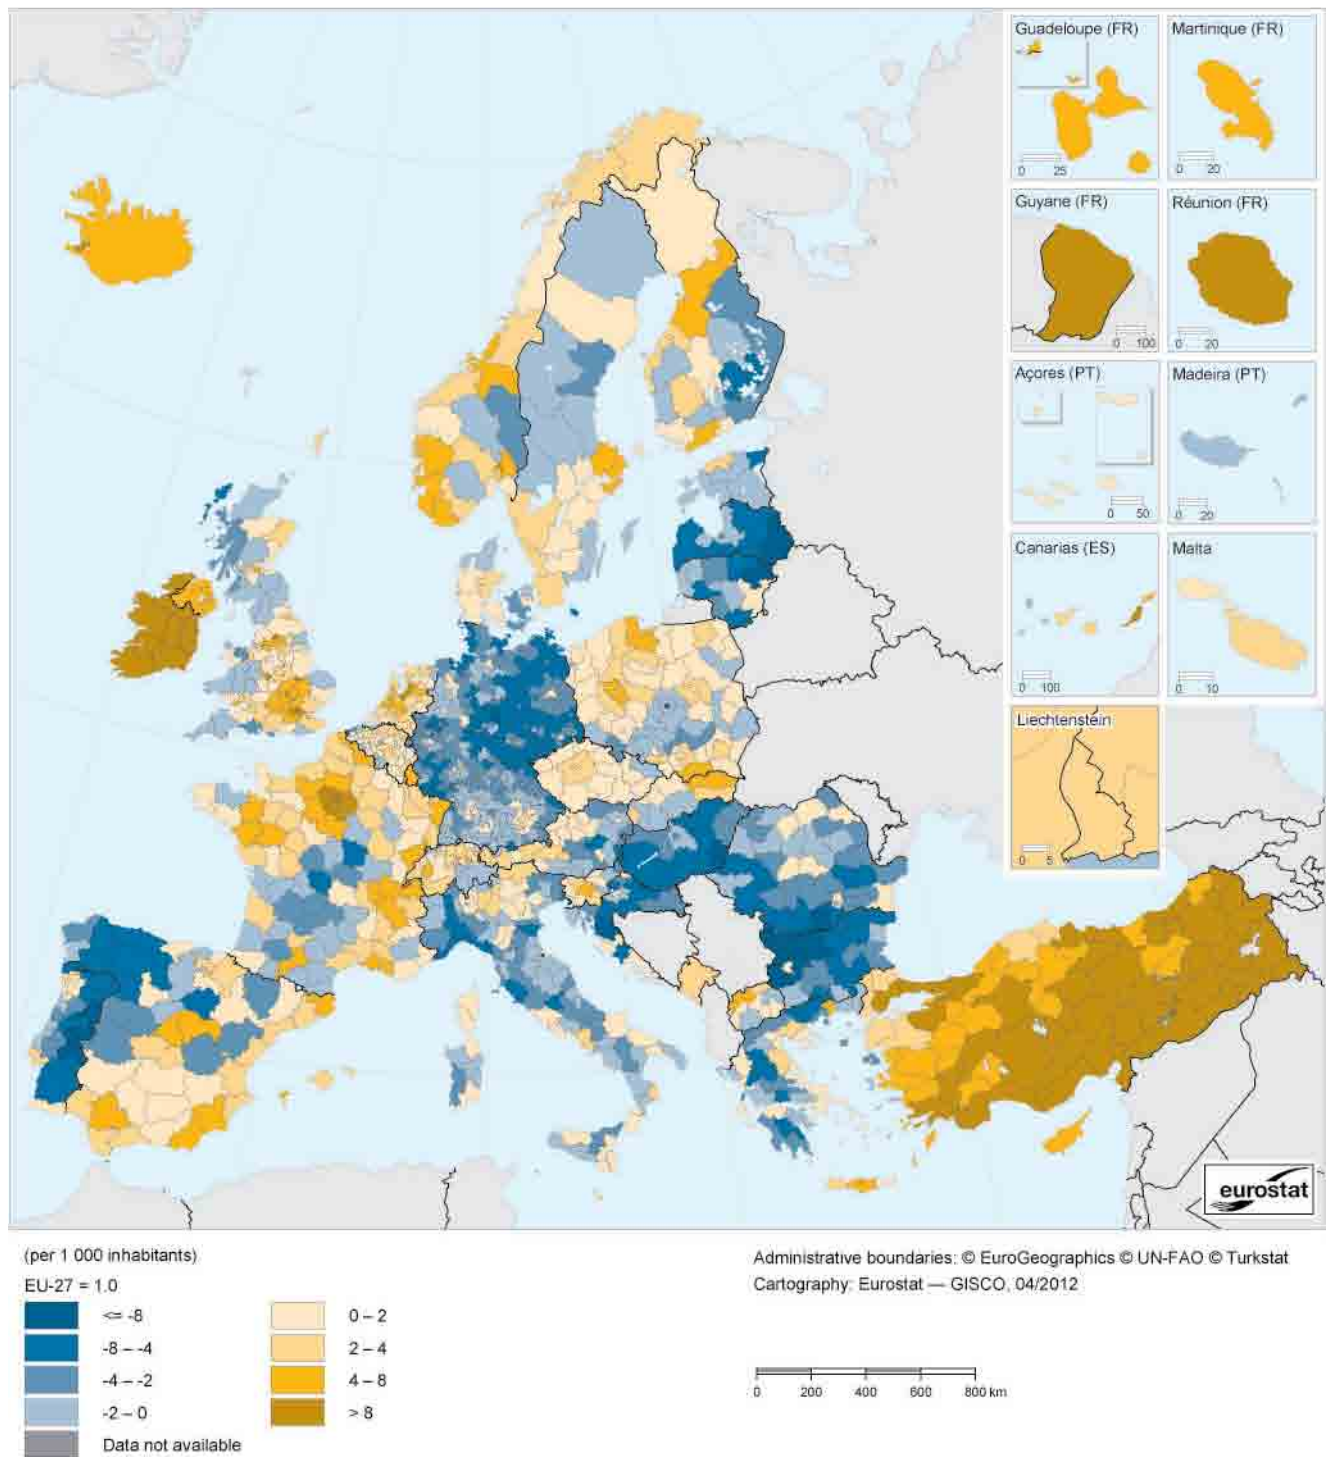 Guadeloupe (FR)
0 25
Martinique (FR)
0 20
Guyane (FR)
0 100
Réunion (FR)
0 20
Açores (PT)
0 50
Madeira (PT)
0 20
Canarias (ES)
0 100
Malta
0 10
Liechtenstein
0 5
eurostat
(per 1 000 inhabitants)
EU-27 = 1.0
<= -8
-8 – -4
-4 – -2
-2 – 0
Data not available
0 – 2
2 – 4
4 – 8
> 8
Administrative boundaries: © EuroGeographics © UN-FAO © Turkstat
Cartography: Eurostat — GISCO, 04/2012
0 200 400 600 800 km